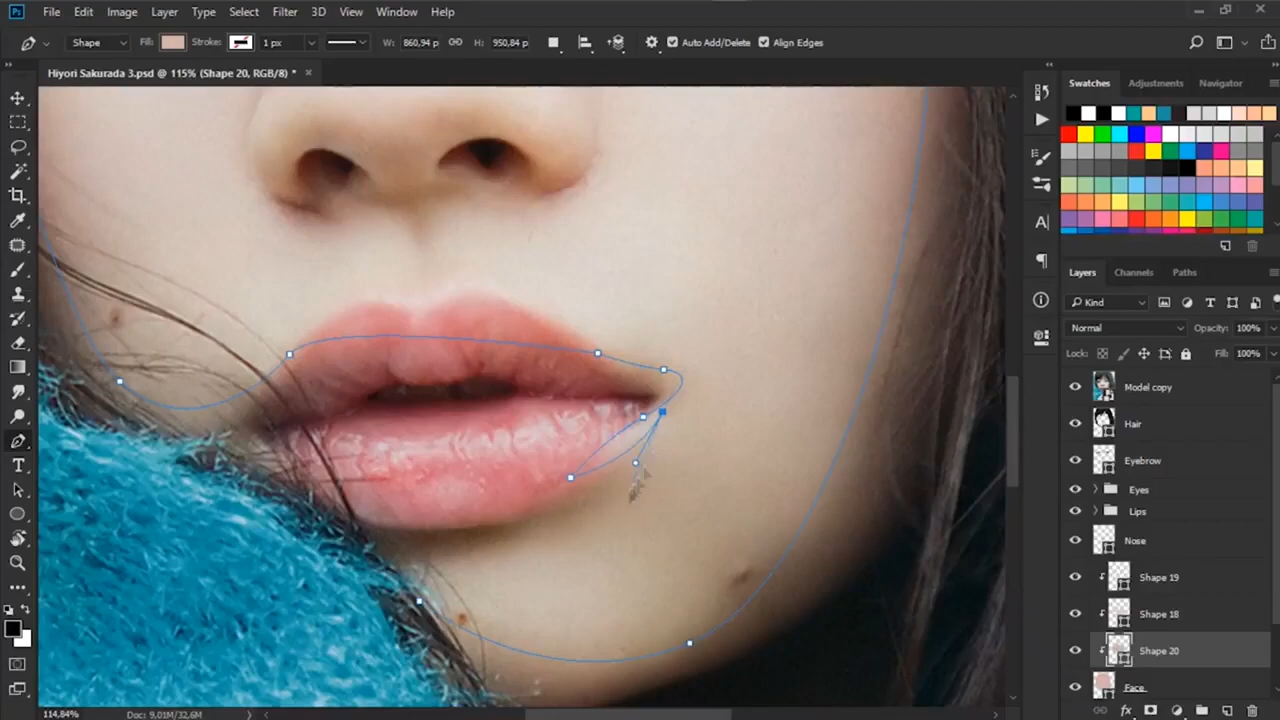 Ps File Edit Image Layer Type Select Filter 3D View Window Help
Shape Fill: Stroke: 1 px W: 860,94 p H: 950,84 p Auto Add/Delete Align Edges
Hiyori Sakurada 3.psd @ 115% (Shape 20, RGB/8) * ×
Swatches Adjustments Navigator
Layers Channels Paths
Kind
Normal Opacity: 100%
Lock: Fill: 100%
Model copy
Hair
Eyebrow
Eyes
Lips
Nose
Shape 19
Shape 18
Shape 20
Face
114,84% Doc: 9,01M/32,6M